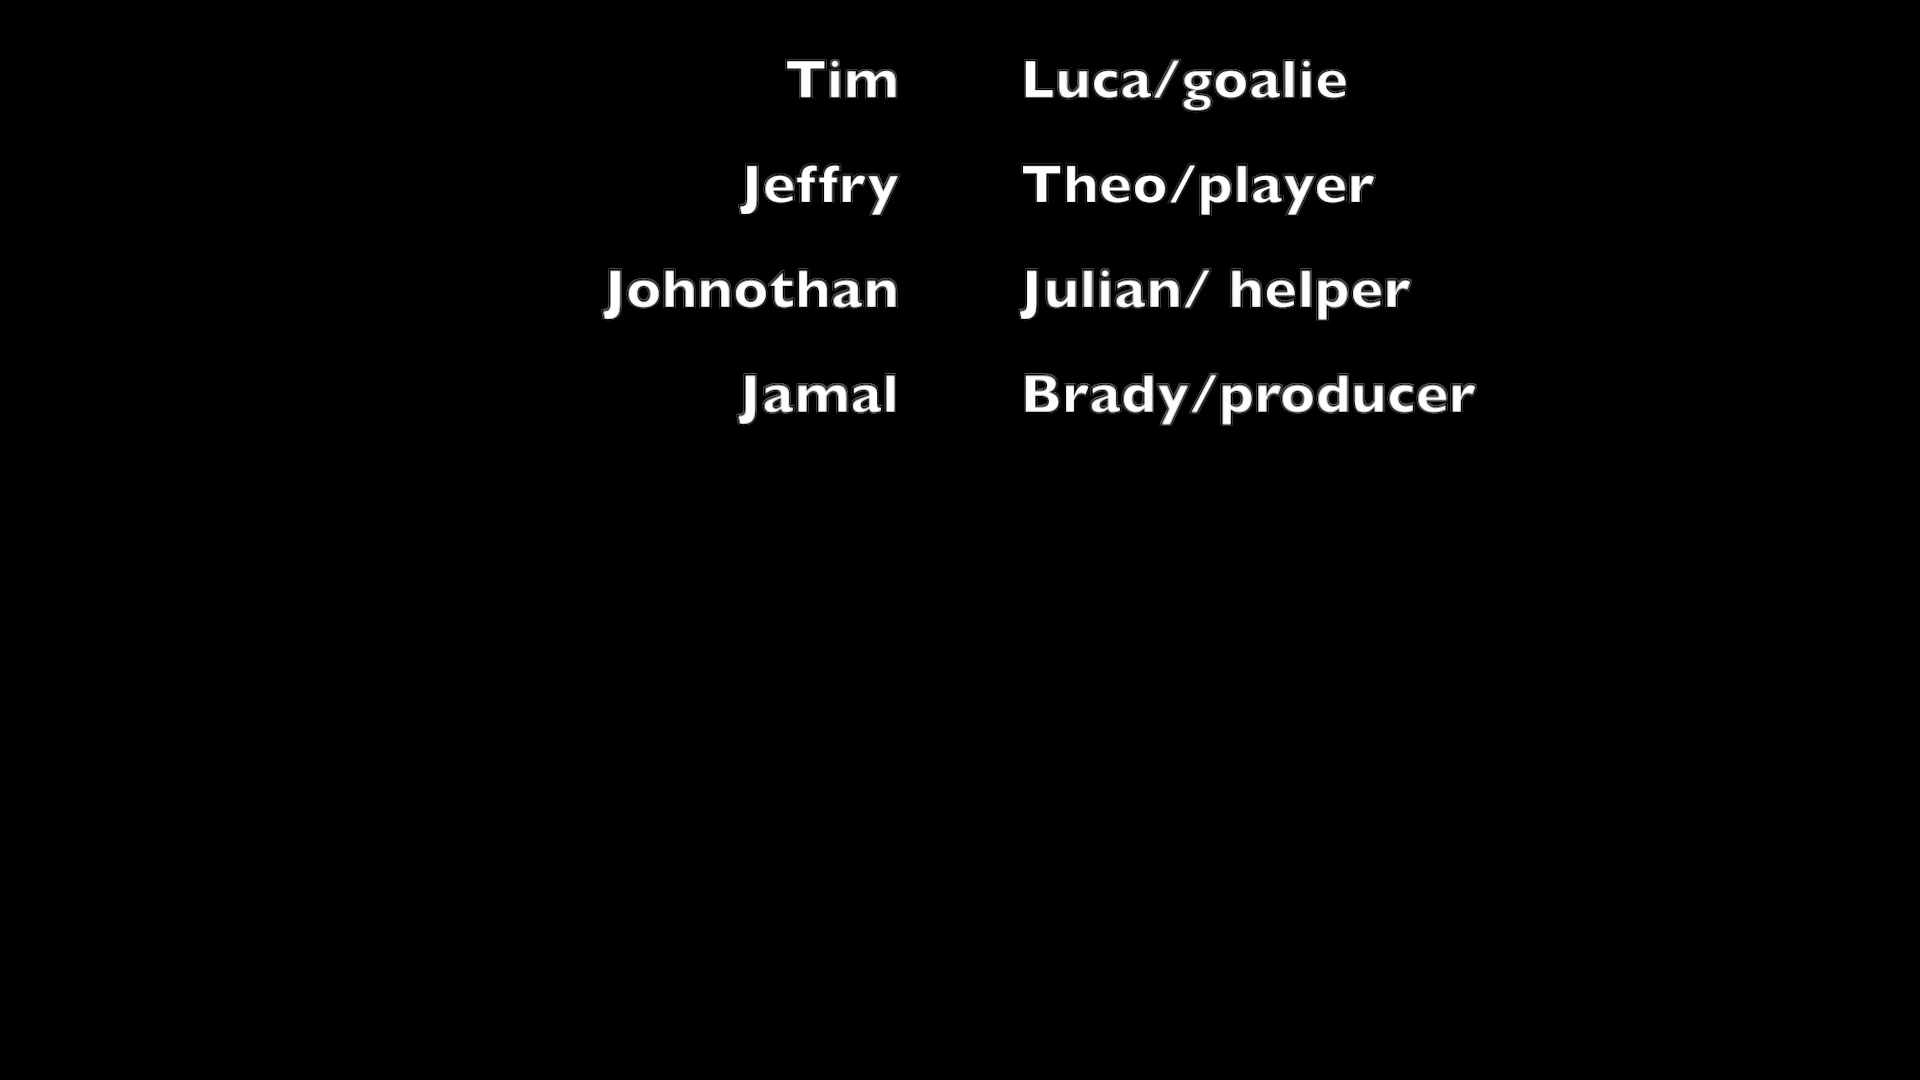 Tim Luca/goalie
Jeffry Theo/player
Johnothan Julian/ helper
Jamal Brady/producer